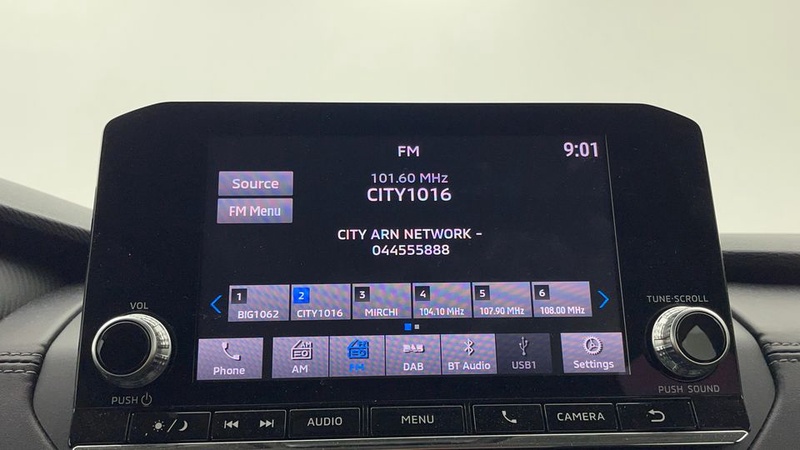 FM
9:01
Source
101.60 MHz
CITY1016
FM Menu
CITY ARN NETWORK -
044555888
1
BIG1062
2
CITY1016
3
MIRCHI
4
104.10 MHz
5
107.90 MHz
6
108.00 MHz
Phone
AM
FM
DAB
BT Audio
USB1
Settings
VOL
PUSH
TUNE·SCROLL
PUSH SOUND
AUDIO
MENU
CAMERA